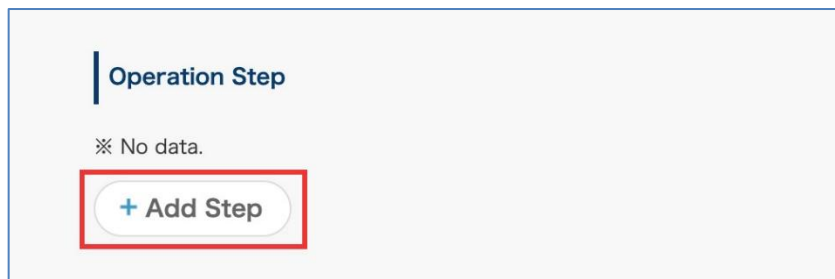 Operation Step
※ No data.
+ Add Step